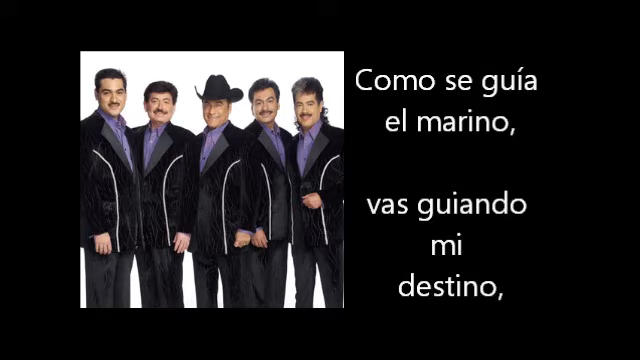 Como se guía
el marino,
vas guiando
mi
destino,